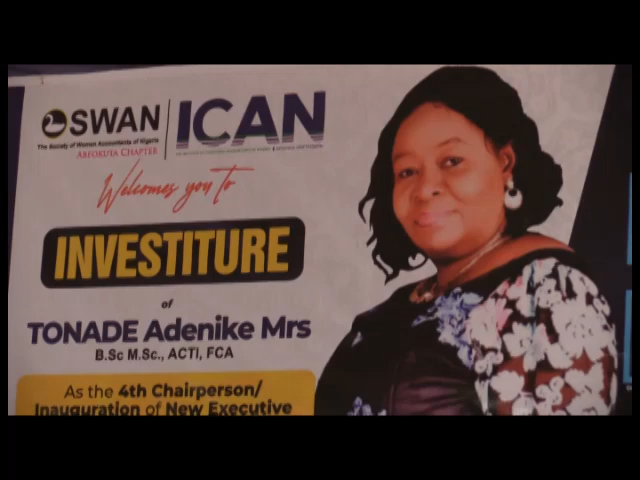 SWAN
The Society of Women Accountants of Nigeria
ABEOKUTA CHAPTER
ICAN
Welcomes you to
INVESTITURE
of
TONADE Adenike Mrs
B.Sc M.Sc., ACTI, FCA
As the 4th Chairperson/
Inauguration of New Executive